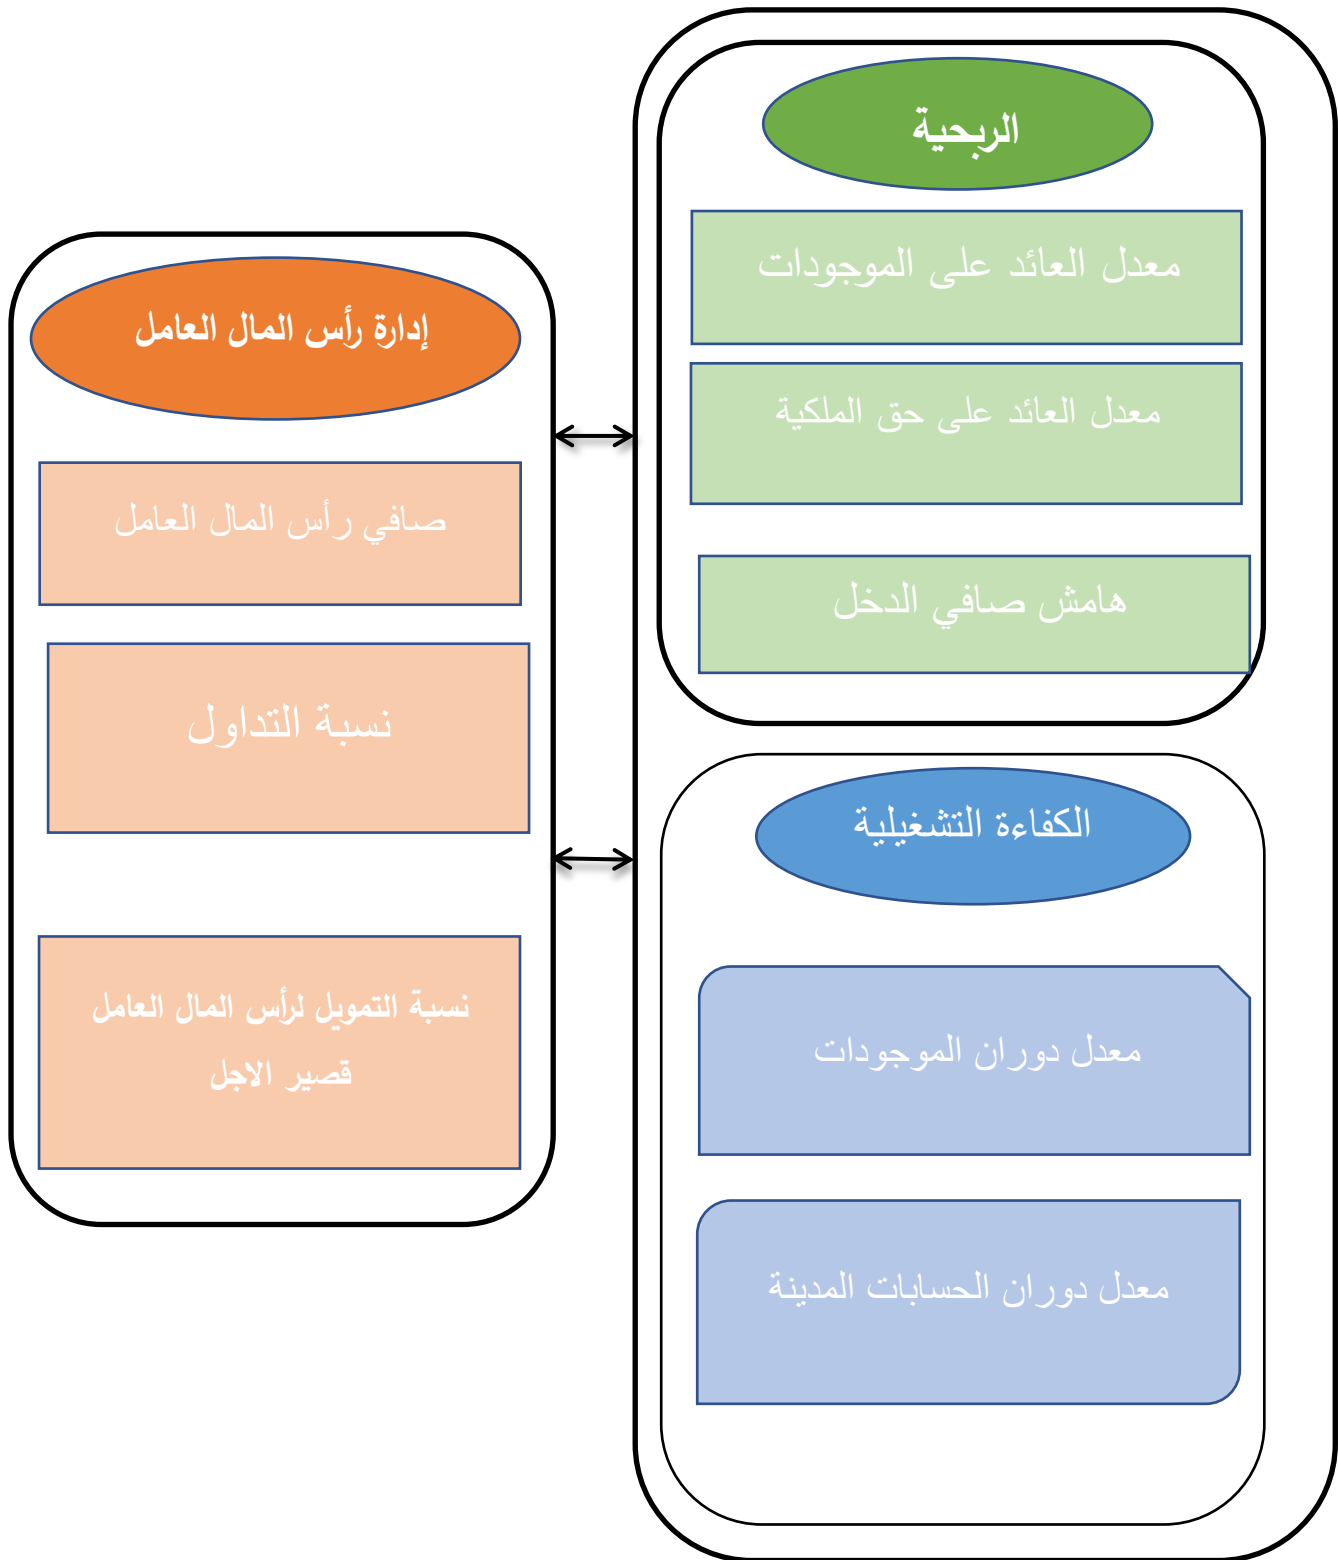 الربحية
معدل العائد على الموجودات
معدل العائد على حق الملكية
هامش صافي الدخل
الكفاءة التشغيلية
معدل دوران الموجودات
معدل دوران الحسابات المدينة
إدارة رأس المال العامل
صافي رأس المال العامل
نسبة التداول
نسبة التمويل لرأس المال العامل
قصير الاجل